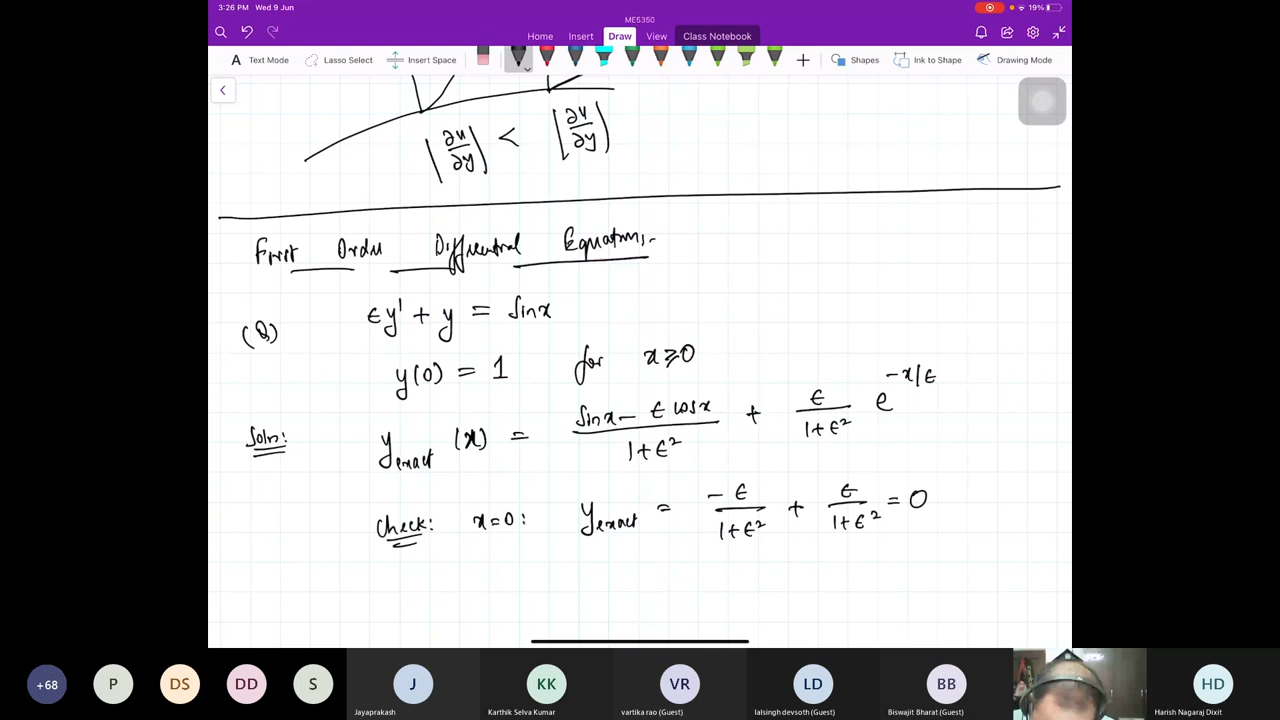 3:26 PM Wed 9 Jun
19%
ME5350
Home Insert Draw View Class Notebook
A Text Mode Lasso Select Insert Space Shapes Ink to Shape Drawing Mode
|∂u/∂y| < |∂u/∂y|
First Order Differential Equations.
(Q) εy' + y = sinx
y(0) = 1 for x ≥ 0
Soln: y_exact (x) = (sinx - ε cosx)/(1+ε²) + ε/(1+ε²) e^(-x/ε)
Check: x=0: y_exact = -ε/(1+ε²) + ε/(1+ε²) = 0
+68 P DS DD S J KK VR LD BB HD
Jayaprakash Karthik Selva Kumar vartika rao (Guest) lalsingh devsoth (Guest) Biswajit Bharat (Guest) Harish Nagaraj Dixit